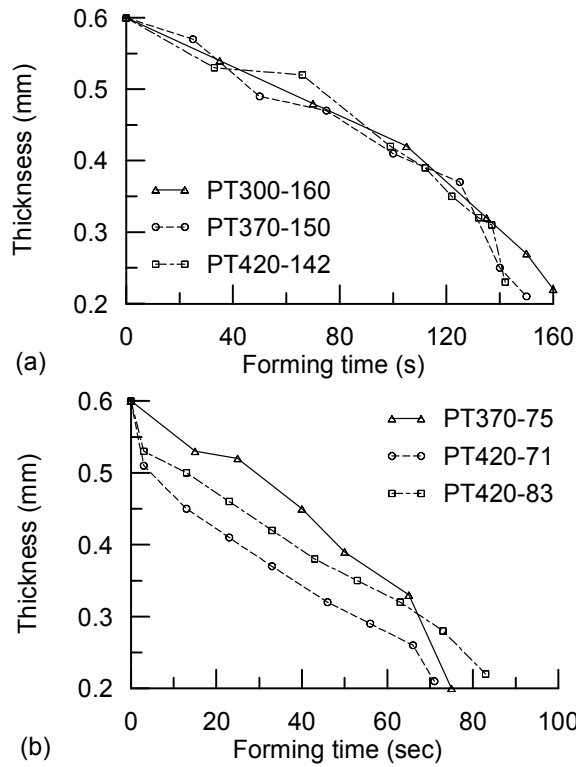 0.6
0.5
0.4
0.3
0.2
Thicknsess (mm)
PT300-160
PT370-150
PT420-142
0 40 80 120 160
(a) Forming time (s)
0.6
0.5
0.4
0.3
0.2
Thickness (mm)
PT370-75
PT420-71
PT420-83
0 20 40 60 80 100
(b) Forming time (sec)